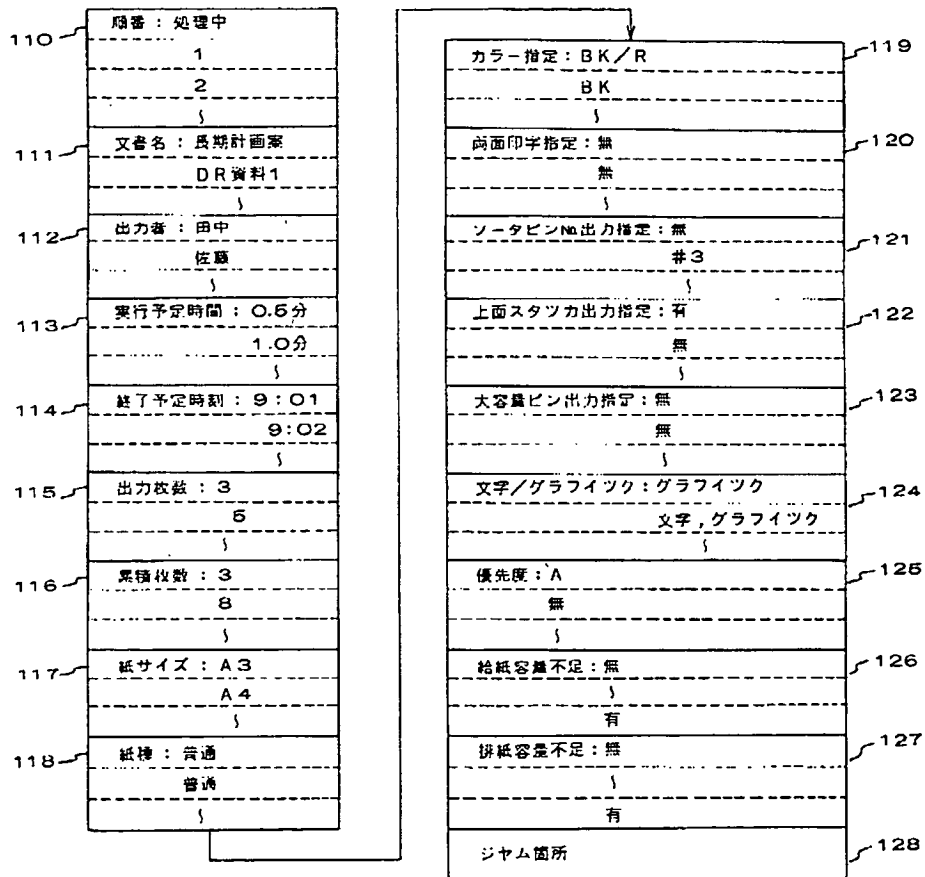 110
順番:処理中
1
2
〜
111
文書名:長期計画案
DR資料1
〜
112
出力者:田中
佐藤
〜
113
実行予定時間:0.5分
1.0分
〜
114
終了予定時刻:9:01
9:02
〜
115
出力枚数:3
5
〜
116
累積枚数:3
8
〜
117
紙サイズ:A3
A4
〜
118
紙種:普通
普通
〜
カラー指定:BK/R
119
BK
〜
両面印字指定:無
120
無
〜
ソータビン№出力指定:無
121
#3
〜
上面スタツカ出力指定:有
122
無
〜
大容量ビン出力指定:無
123
無
〜
文字/グラフイツク:グラフイツク
124
文字,グラフイツク
〜
優先度:A
125
無
〜
給紙容量不足:無
126
〜
有
排紙容量不足:無
127
〜
有
ジヤム箇所
128